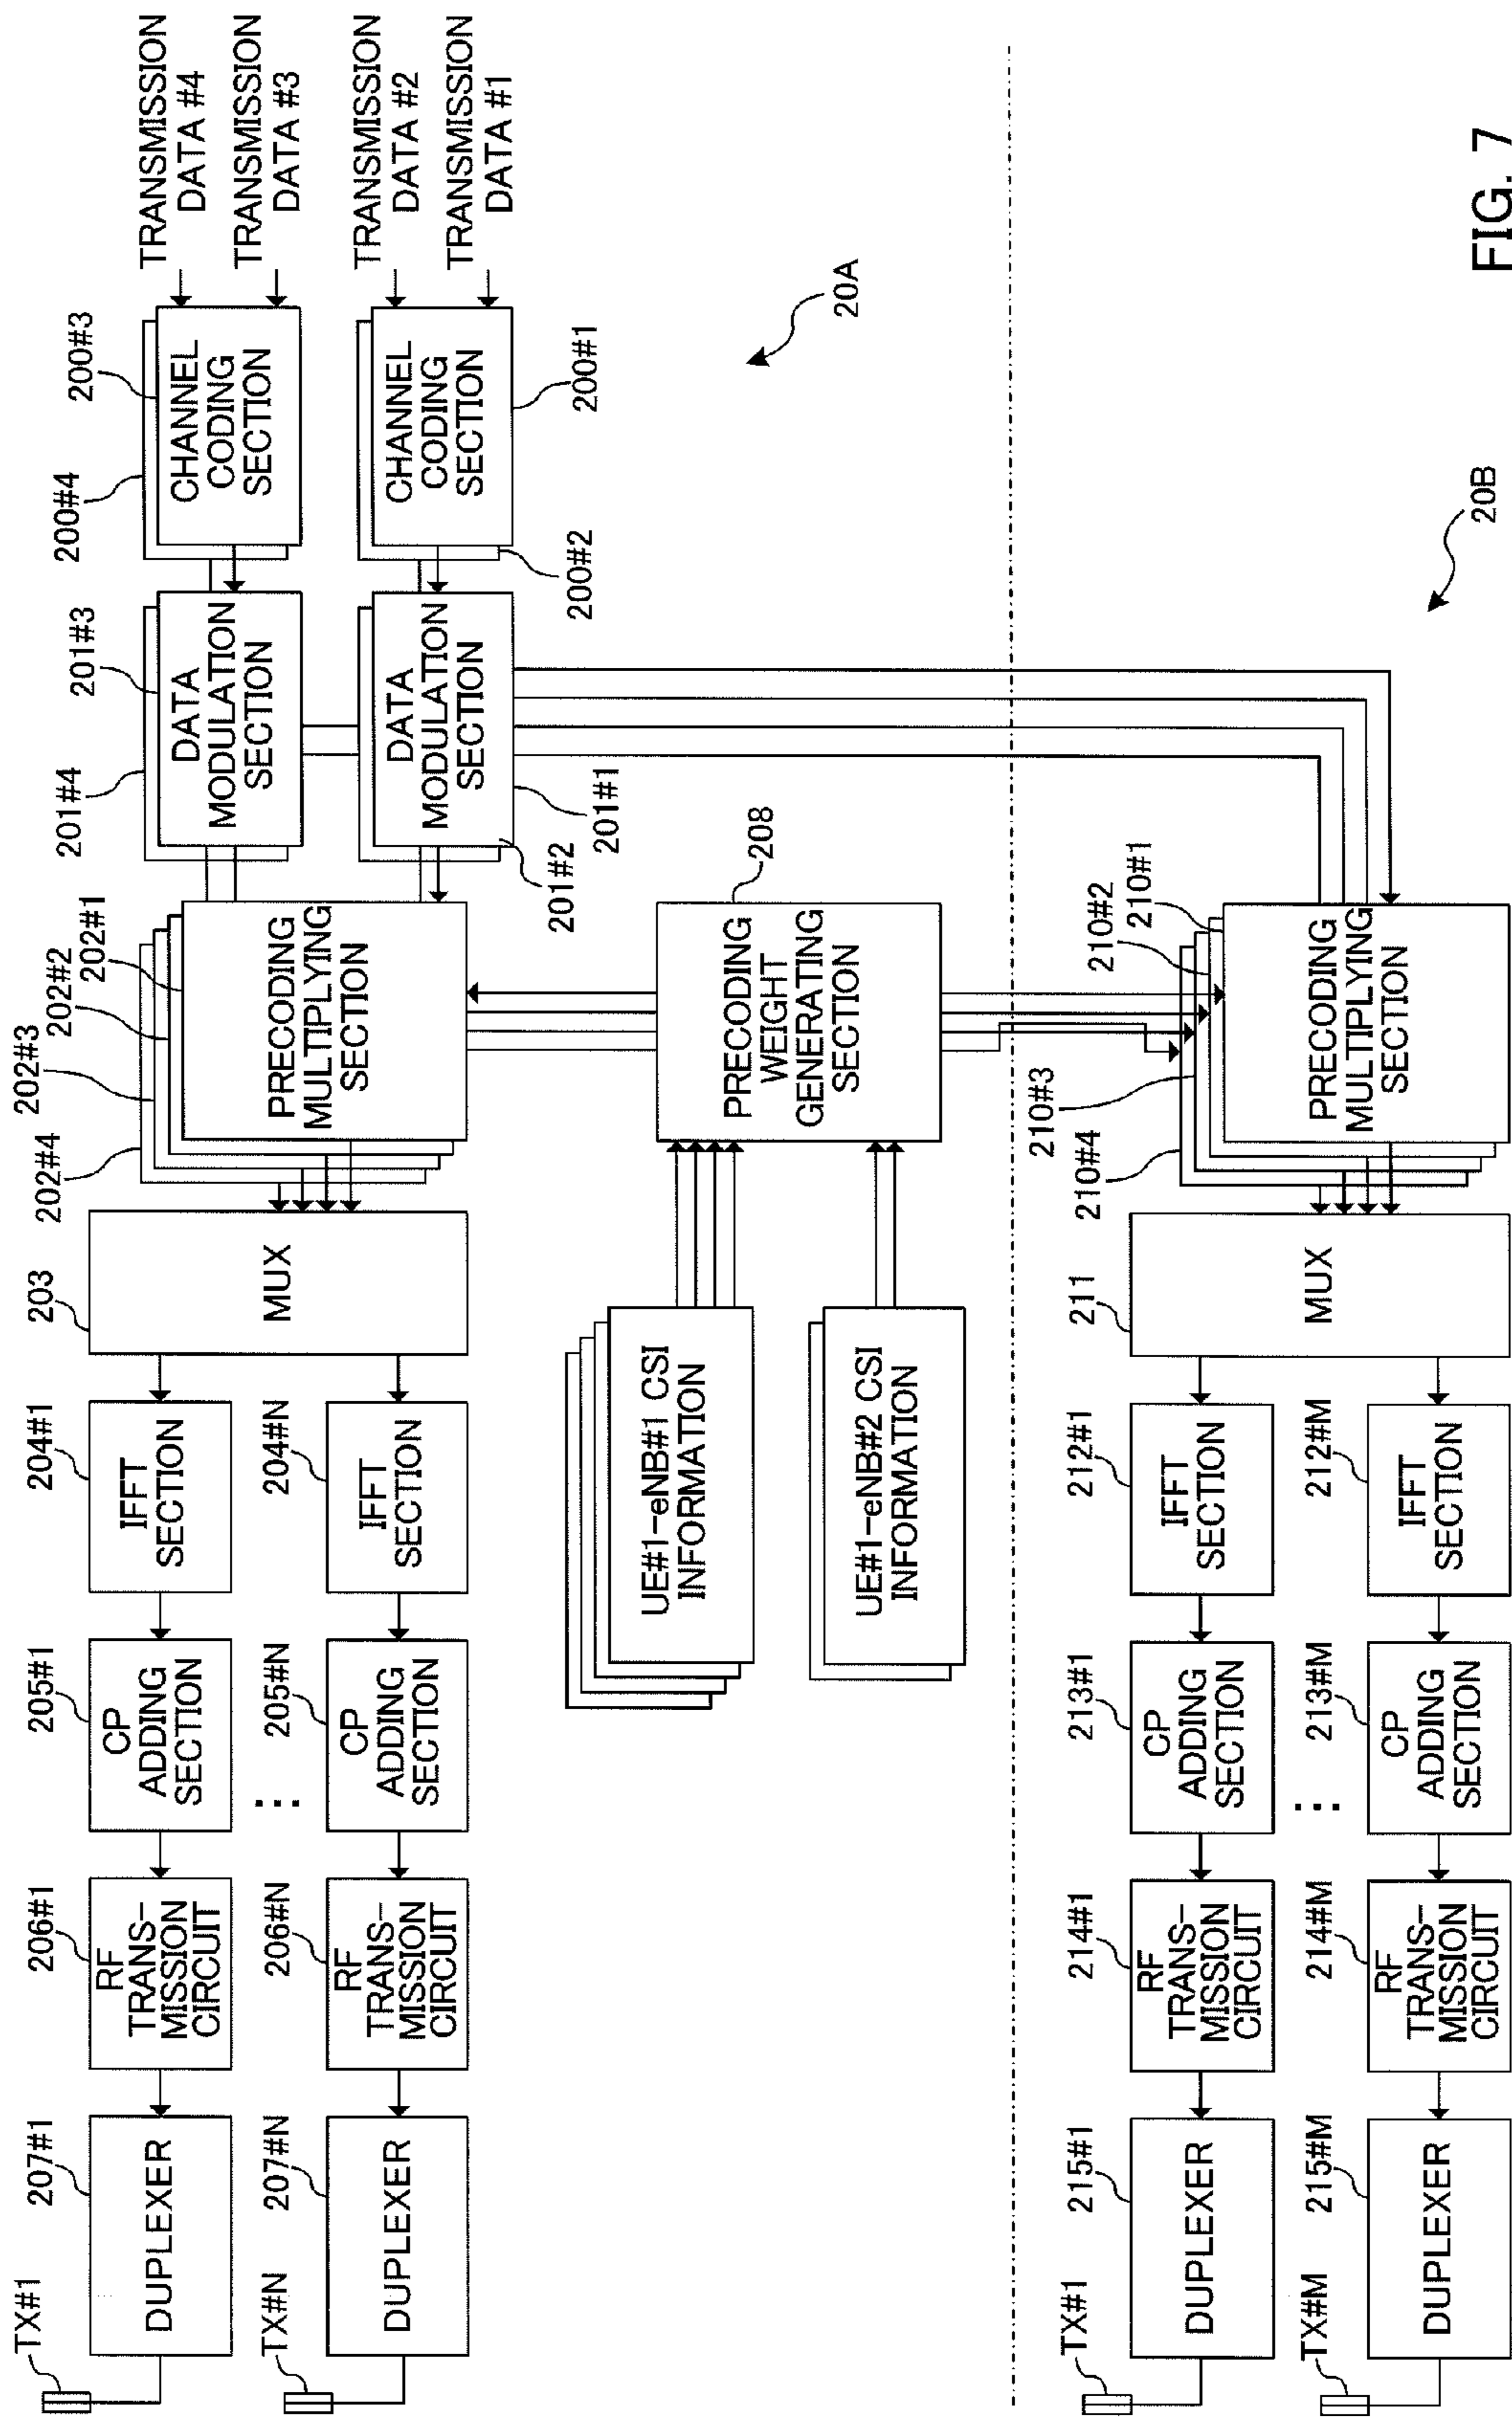 TX#1
207#1
DUPLEXER
206#1
RF
TRANS-
MISSION
CIRCUIT
205#1
CP
ADDING
SECTION
204#1
IFFT
SECTION
203
MUX
202#4
202#3
202#2
202#1
PRECODING
MULTIPLYING
SECTION
201#4
201#3
DATA
MODULATION
SECTION
200#4
200#3
CHANNEL
CODING
SECTION
TRANSMISSION
DATA #4
TRANSMISSION
DATA #3
TX#N
207#N
DUPLEXER
206#N
RF
TRANS-
MISSION
CIRCUIT
205#N
CP
ADDING
SECTION
...
204#N
IFFT
SECTION
DATA
MODULATION
SECTION
201#2
201#1
CHANNEL
CODING
SECTION
200#2
200#1
TRANSMISSION
DATA #2
TRANSMISSION
DATA #1
UE#1-eNB#1 CSI
INFORMATION
UE#1-eNB#2 CSI
INFORMATION
208
PRECODING
WEIGHT
GENERATING
SECTION
20A
TX#1
215#1
DUPLEXER
214#1
RF
TRANS-
MISSION
CIRCUIT
213#1
CP
ADDING
SECTION
212#1
IFFT
SECTION
211
MUX
210#4
210#3
210#2
210#1
PRECODING
MULTIPLYING
SECTION
20B
TX#M
215#M
DUPLEXER
214#M
RF
TRANS-
MISSION
CIRCUIT
213#M
CP
ADDING
SECTION
...
212#M
IFFT
SECTION
FIG. 7